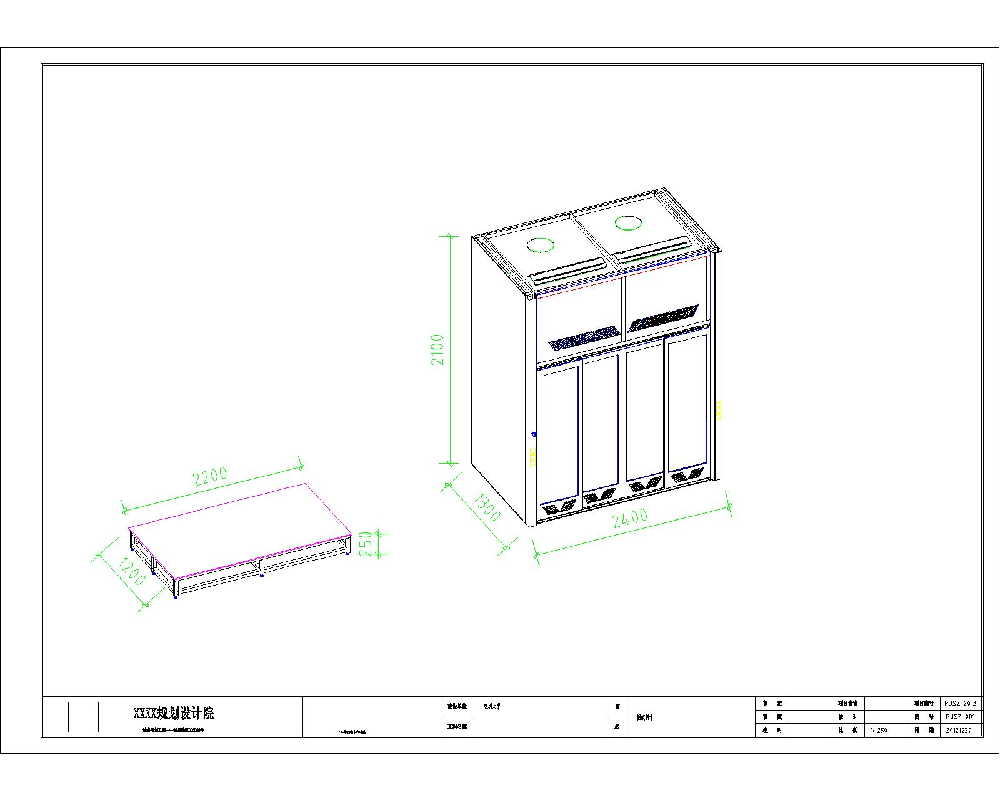 2100
2200
1300
2400
250
1200
XXXX规划设计院
建设单位
深圳大学
工程名称
图
名
图纸目录
审 定
审 核
校 对
项目负责
设 计
比 例
1:250
项目编号
PUSZ-2013
图 号
PUSZ-001
日 期
20121230